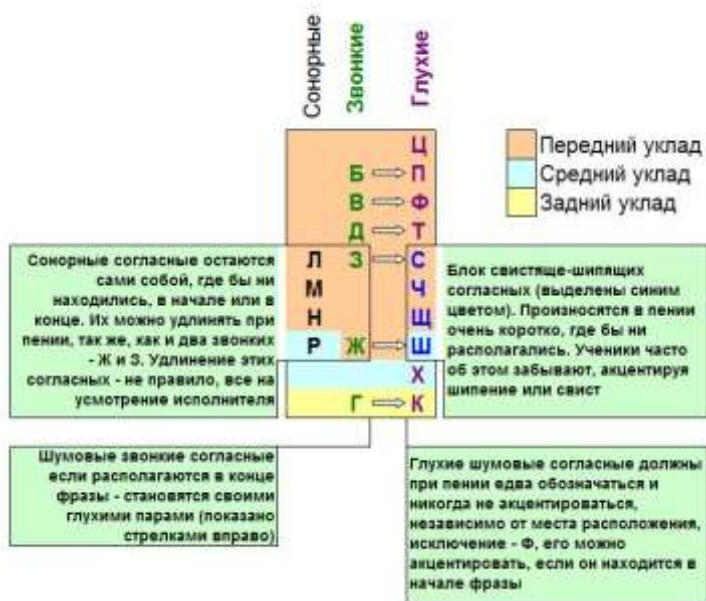 Сонорные
Звонкие
Глухие
Ц
Б П
В Ф
Д Т
Л З С
М Ч
Н Щ
Р Ж Ш
Х
Г К
Передний уклад
Средний уклад
Задний уклад
Сонорные согласные остаются
сами собой, где бы ни
находились, в начале или в
конце. Их можно удлинять при
пении, так же, как и два звонких
- Ж и З. Удлинение этих
согласных - не правило, все на
усмотрение исполнителя
Блок свистяще-шипящих
согласных (выделены синим
цветом). Произносятся в пении
очень коротко, где бы ни
располагались. Ученики часто
об этом забывают, акцентируя
шипение или свист
Шумовые звонкие согласные
если располагаются в конце
фразы - становятся своими
глухими парами (показано
стрелками вправо)
Глухие шумовые согласные должны
при пении едва обозначаться и
никогда не акцентироваться,
независимо от места расположения,
исключение - Ф, его можно
акцентировать, если он находится в
начале фразы